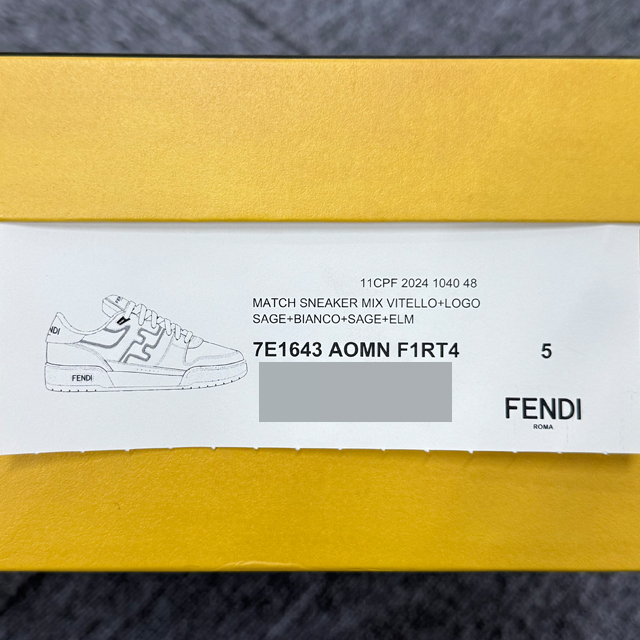 11CPF 2024 1040 48
MATCH SNEAKER MIX VITELLO+LOGO
SAGE+BIANCO+SAGE+ELM
7E1643 AOMN F1RT4 5
NDI
FENDI
FENDI
ROMA